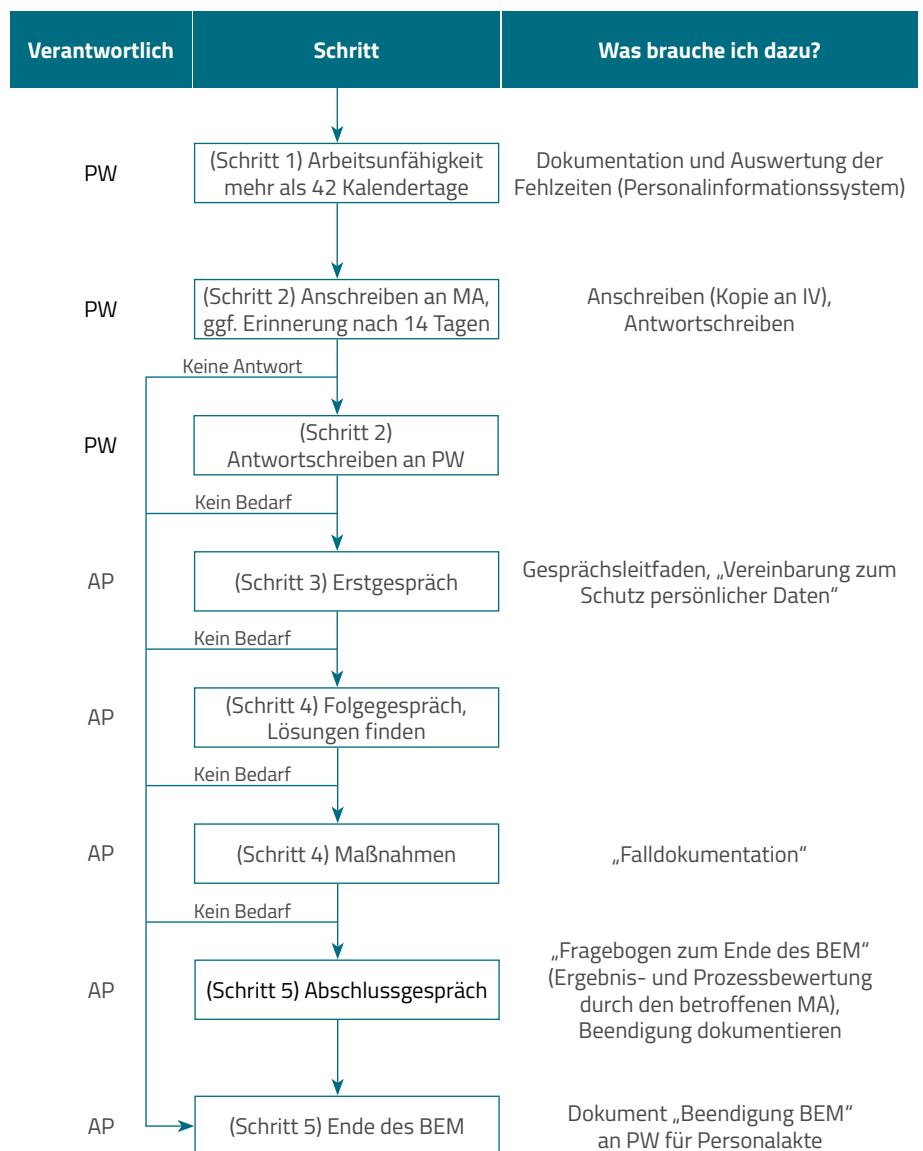 Verantwortlich
Schritt
Was brauche ich dazu?
PW
(Schritt 1) Arbeitsunfähigkeit
mehr als 42 Kalendertage
Dokumentation und Auswertung der
Fehlzeiten (Personalinformationssystem)
PW
(Schritt 2) Anschreiben an MA,
ggf. Erinnerung nach 14 Tagen
Anschreiben (Kopie an IV),
Antwortschreiben
Keine Antwort
PW
(Schritt 2)
Antwortschreiben an PW
Kein Bedarf
AP
(Schritt 3) Erstgespräch
Gesprächsleitfaden, „Vereinbarung zum
Schutz persönlicher Daten“
Kein Bedarf
AP
(Schritt 4) Folgegespräch,
Lösungen finden
Kein Bedarf
AP
(Schritt 4) Maßnahmen
„Falldokumentation“
Kein Bedarf
AP
(Schritt 5) Abschlussgespräch
„Fragebogen zum Ende des BEM“
(Ergebnis- und Prozessbewertung
durch den betroffenen MA),
Beendigung dokumentieren
AP
(Schritt 5) Ende des BEM
Dokument „Beendigung BEM“
an PW für Personalakte